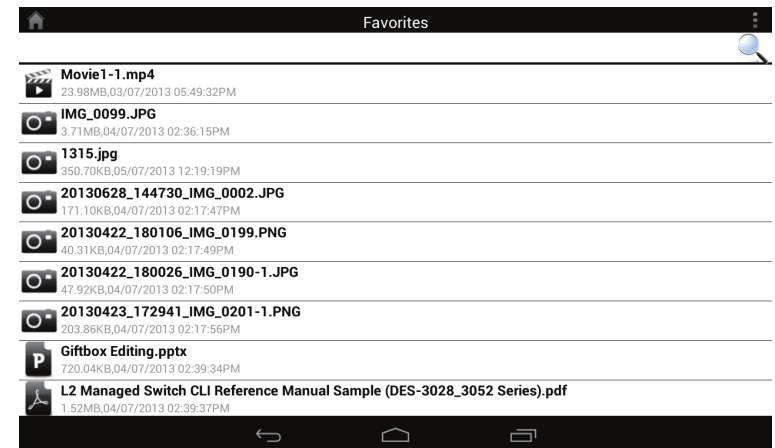 Favorites
Movie1-1.mp4
23.98MB,03/07/2013 05:49:32PM
IMG_0099.JPG
3.71MB,04/07/2013 02:36:15PM
1315.jpg
350.70KB,05/07/2013 12:19:19PM
20130628_144730_IMG_0002.JPG
171.10KB,04/07/2013 02:17:47PM
20130422_180106_IMG_0199.PNG
40.31KB,04/07/2013 02:17:49PM
20130422_180026_IMG_0190-1.JPG
47.92KB,04/07/2013 02:17:50PM
20130423_172941_IMG_0201-1.PNG
203.86KB,04/07/2013 02:17:56PM
P
Giftbox Editing.pptx
720.04KB,04/07/2013 02:39:34PM
L2 Managed Switch CLI Reference Manual Sample (DES-3028_3052 Series).pdf
1.52MB,04/07/2013 02:39:37PM